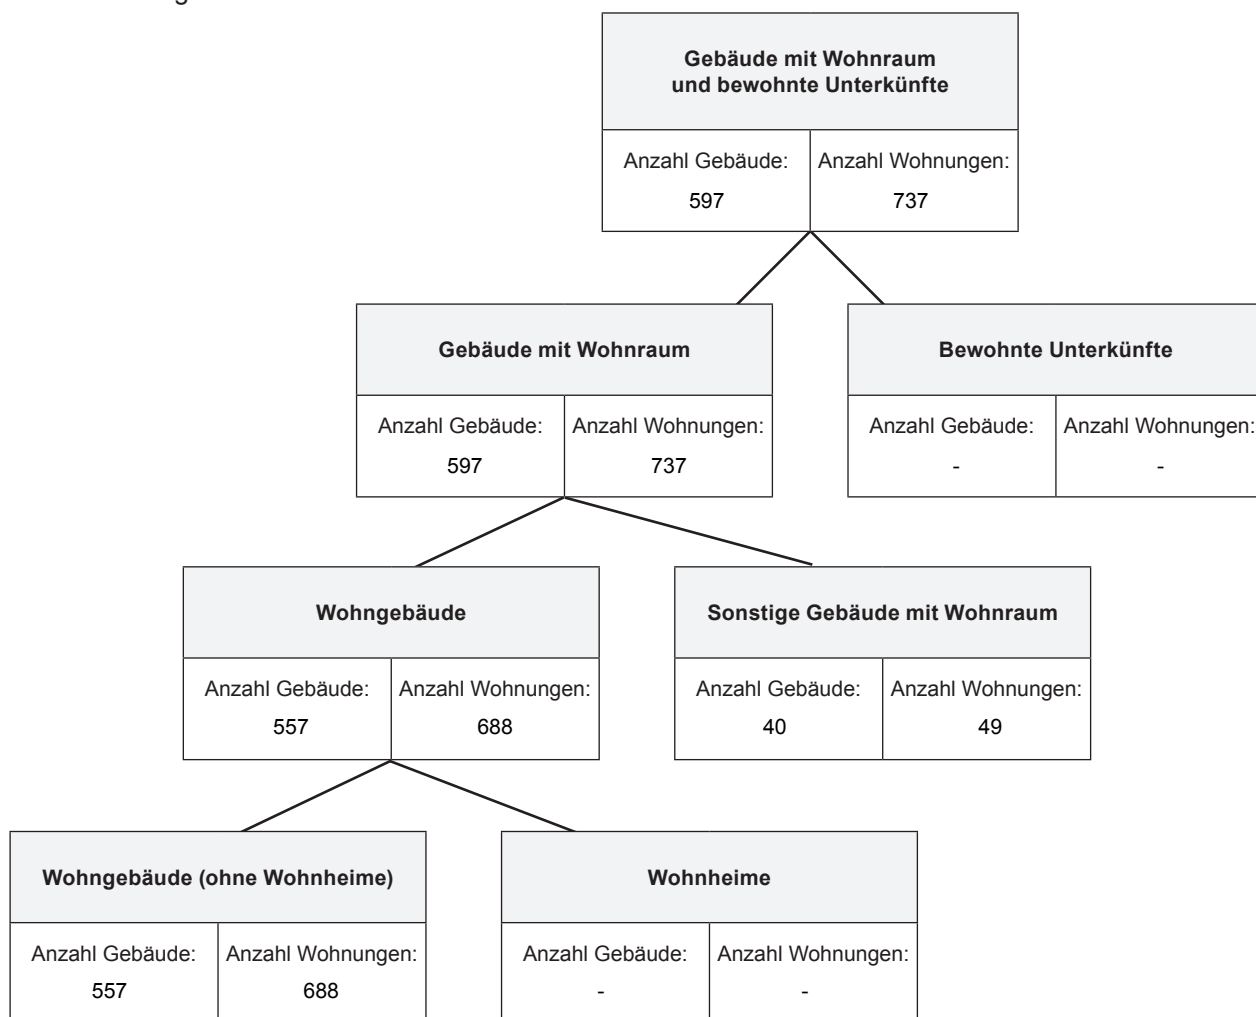 Gebäude mit Wohnraum
und bewohnte Unterkünfte
Anzahl Gebäude: Anzahl Wohnungen:
597 737
Gebäude mit Wohnraum
Anzahl Gebäude: Anzahl Wohnungen:
597 737
Bewohnte Unterkünfte
Anzahl Gebäude: Anzahl Wohnungen:
- -
Wohngebäude
Anzahl Gebäude: Anzahl Wohnungen:
557 688
Sonstige Gebäude mit Wohnraum
Anzahl Gebäude: Anzahl Wohnungen:
40 49
Wohngebäude (ohne Wohnheime)
Anzahl Gebäude: Anzahl Wohnungen:
557 688
Wohnheime
Anzahl Gebäude: Anzahl Wohnungen:
- -